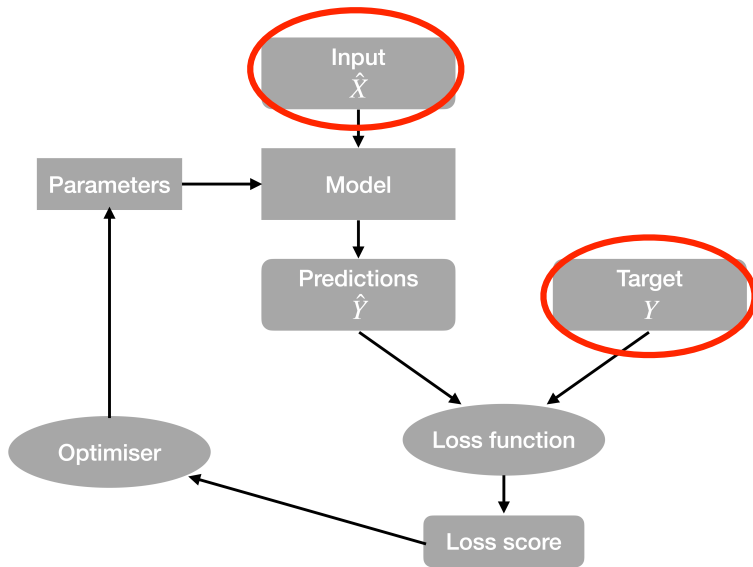 Input
X̂
Parameters
Model
Predictions
Ŷ
Target
Y
Loss function
Optimiser
Loss score